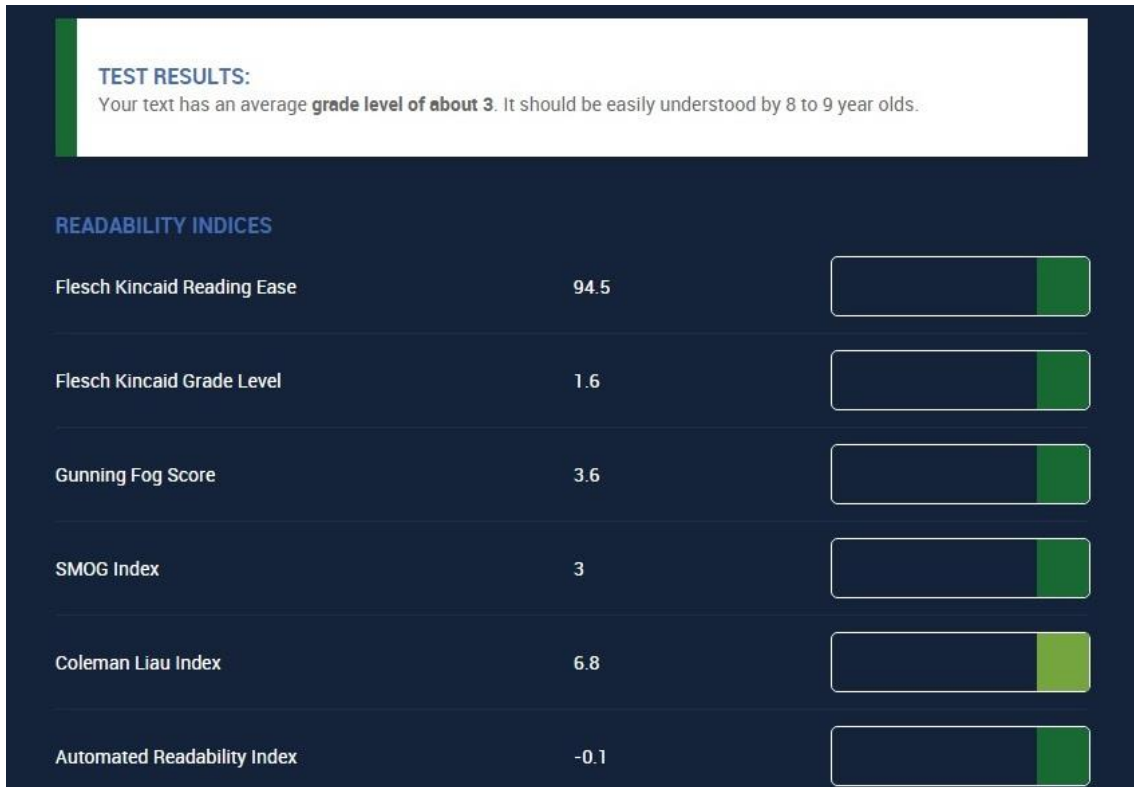 TEST RESULTS:
Your text has an average grade level of about 3. It should be easily understood by 8 to 9 year olds.
READABILITY INDICES
Flesch Kincaid Reading Ease 94.5
Flesch Kincaid Grade Level 1.6
Gunning Fog Score 3.6
SMOG Index 3
Coleman Liau Index 6.8
Automated Readability Index -0.1